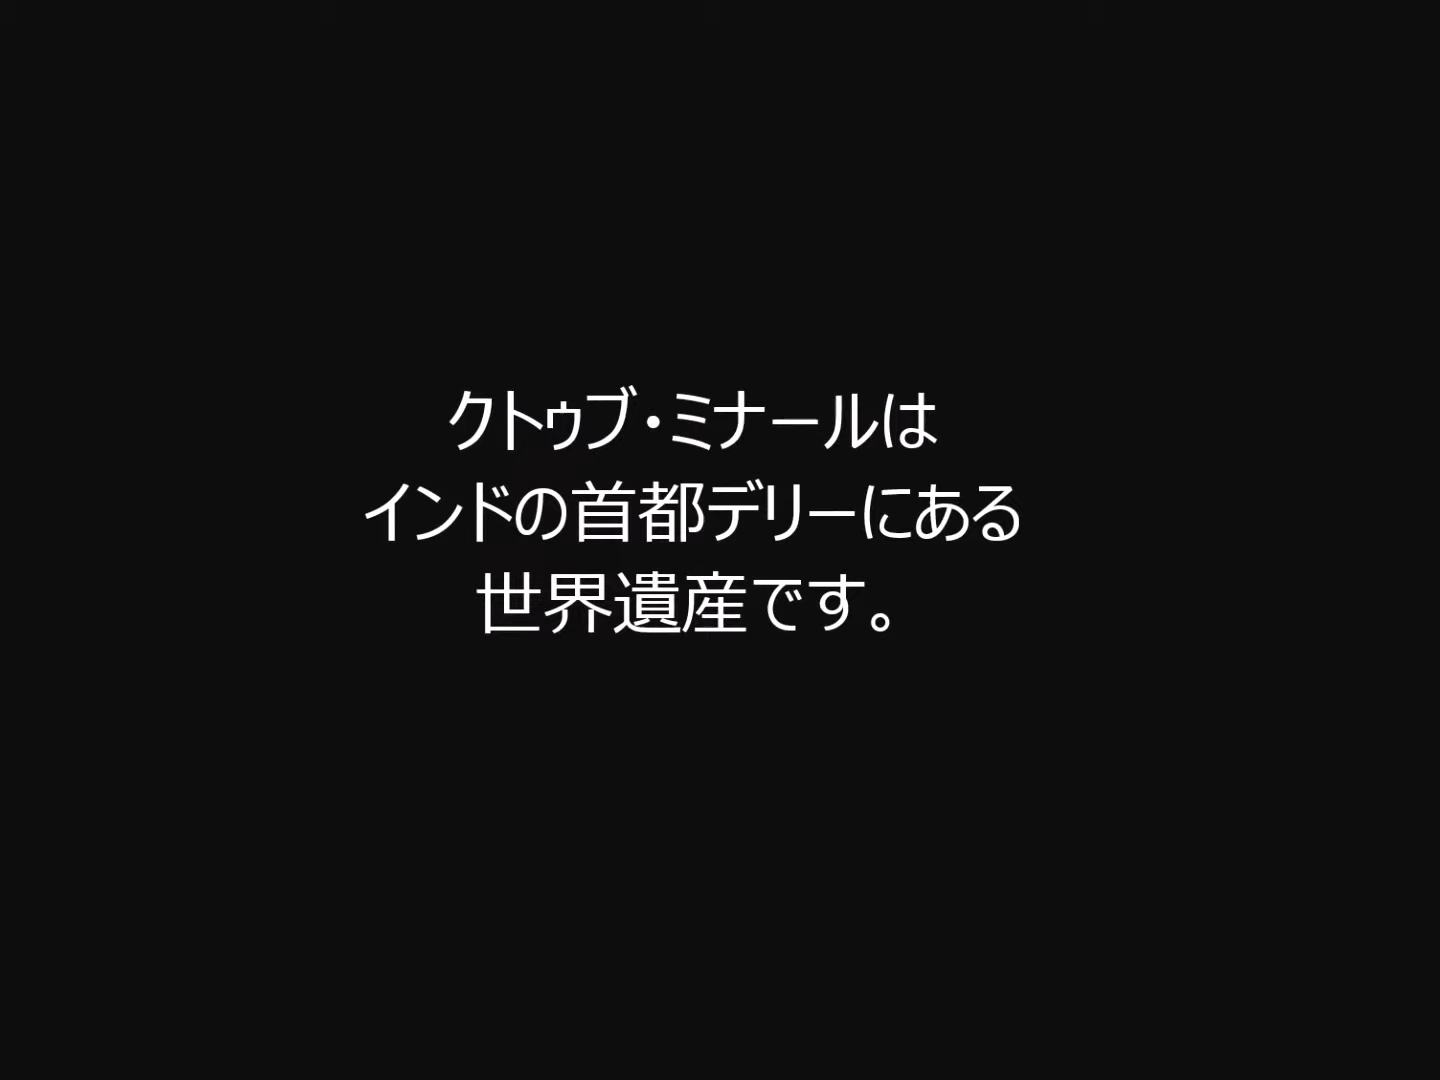 クトゥブ・ミナールは
インドの首都デリーにある
世界遺産です。